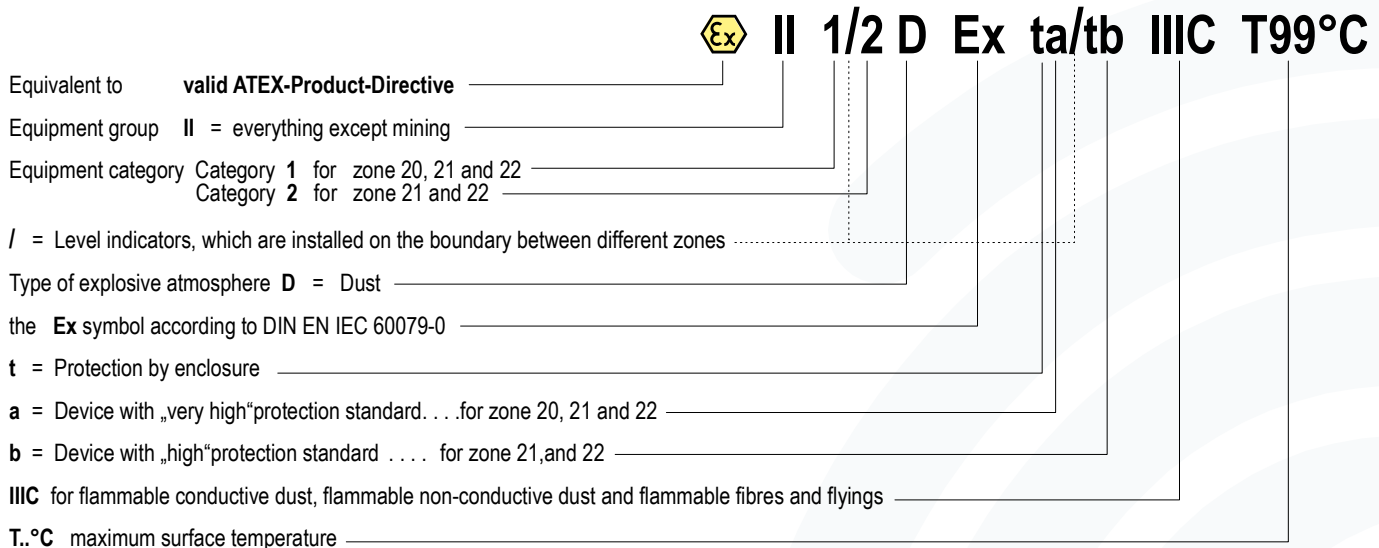 Ex II 1/2 D Ex ta/tb IIIC T99°C
Equivalent to valid ATEX-Product-Directive
Equipment group II = everything except mining
Equipment category Category 1 for zone 20, 21 and 22
Category 2 for zone 21 and 22
/ = Level indicators, which are installed on the boundary between different zones
Type of explosive atmosphere D = Dust
the Ex symbol according to DIN EN IEC 60079-0
t = Protection by enclosure
a = Device with „very high“protection standard. . . .for zone 20, 21 and 22
b = Device with „high“protection standard . . . . for zone 21,and 22
IIIC for flammable conductive dust, flammable non-conductive dust and flammable fibres and flyings
T..°C maximum surface temperature